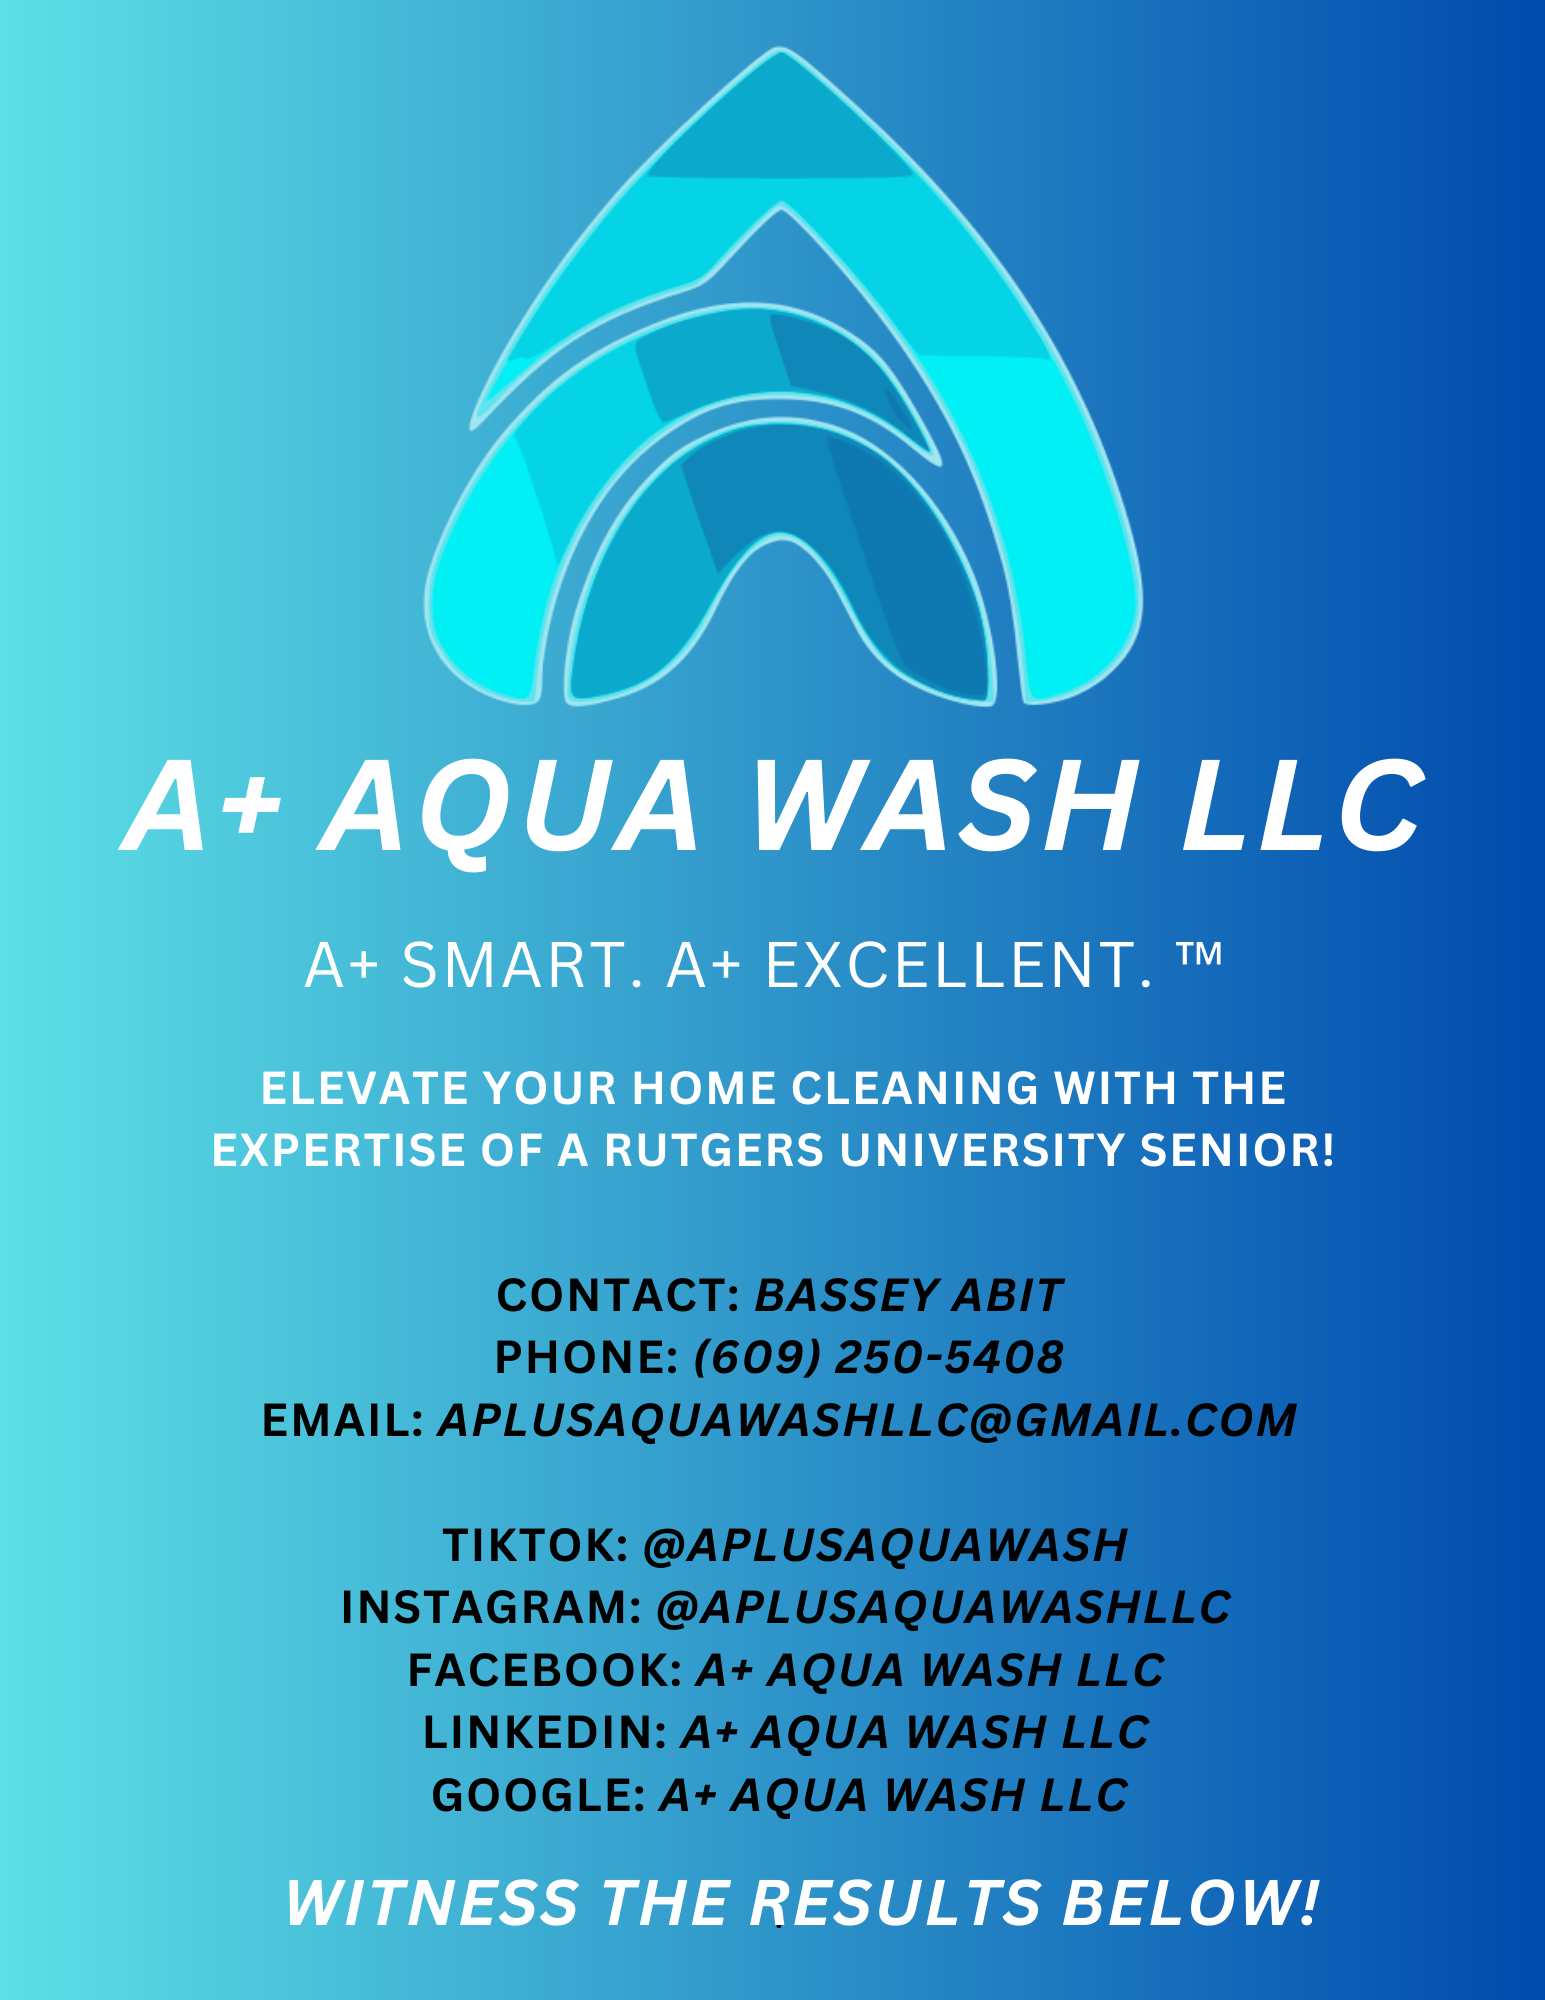 A+ AQUA WASH LLC
A+ SMART. A+ EXCELLENT. ™
ELEVATE YOUR HOME CLEANING WITH THE
EXPERTISE OF A RUTGERS UNIVERSITY SENIOR!
CONTACT: BASSEY ABIT
PHONE: (609) 250-5408
EMAIL: APLUSAQUAWASHLLC@GMAIL.COM
TIKTOK: @APLUSAQUAWASH
INSTAGRAM: @APLUSAQUAWASHLLC
FACEBOOK: A+ AQUA WASH LLC
LINKEDIN: A+ AQUA WASH LLC
GOOGLE: A+ AQUA WASH LLC
WITNESS THE RESULTS BELOW!